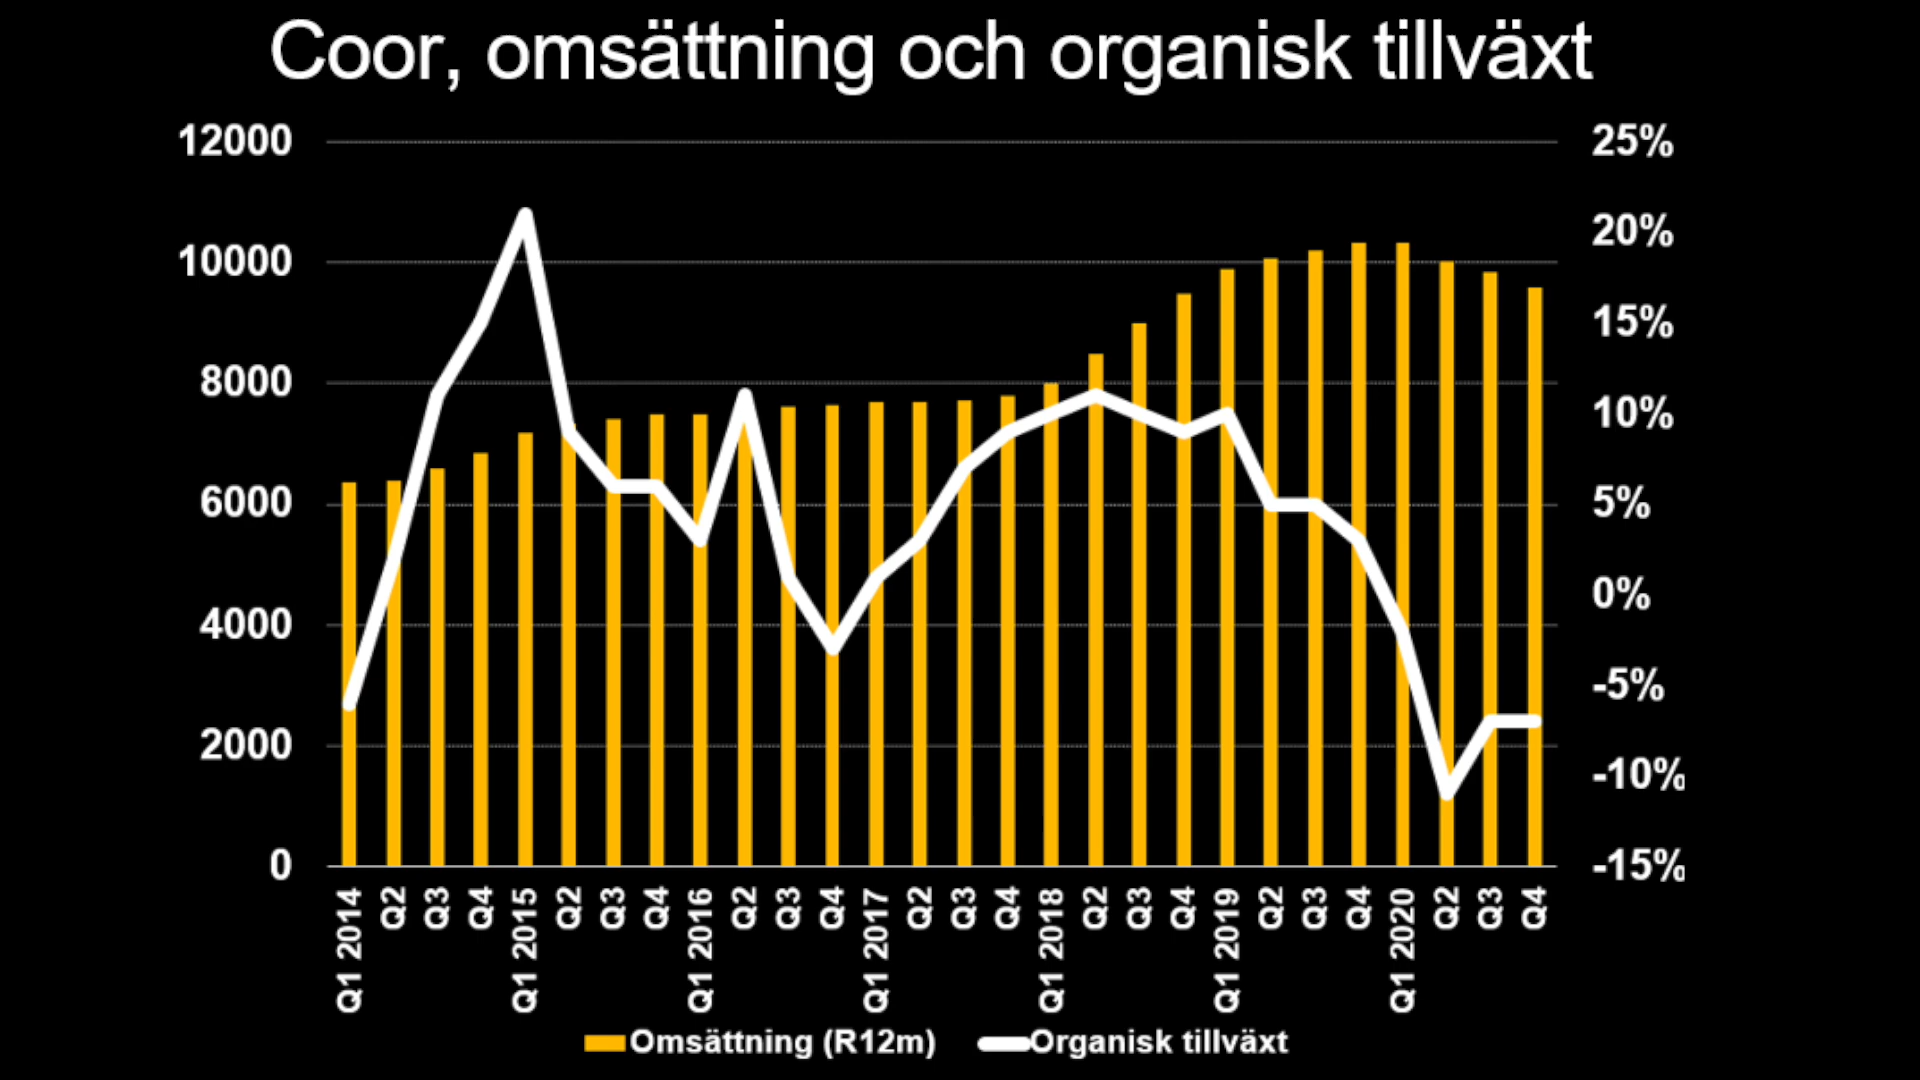 Coor, omsättning och organisk tillväxt
12000
10000
8000
6000
4000
2000
0
25%
20%
15%
10%
5%
0%
-5%
-10%
-15%
Q1 2014
Q2
Q3
Q4
Q1 2015
Q2
Q3
Q4
Q1 2016
Q2
Q3
Q4
Q1 2017
Q2
Q3
Q4
Q1 2018
Q2
Q3
Q4
Q1 2019
Q2
Q3
Q4
Q1 2020
Q2
Q3
Q4
Omsättning (R12m)
Organisk tillväxt